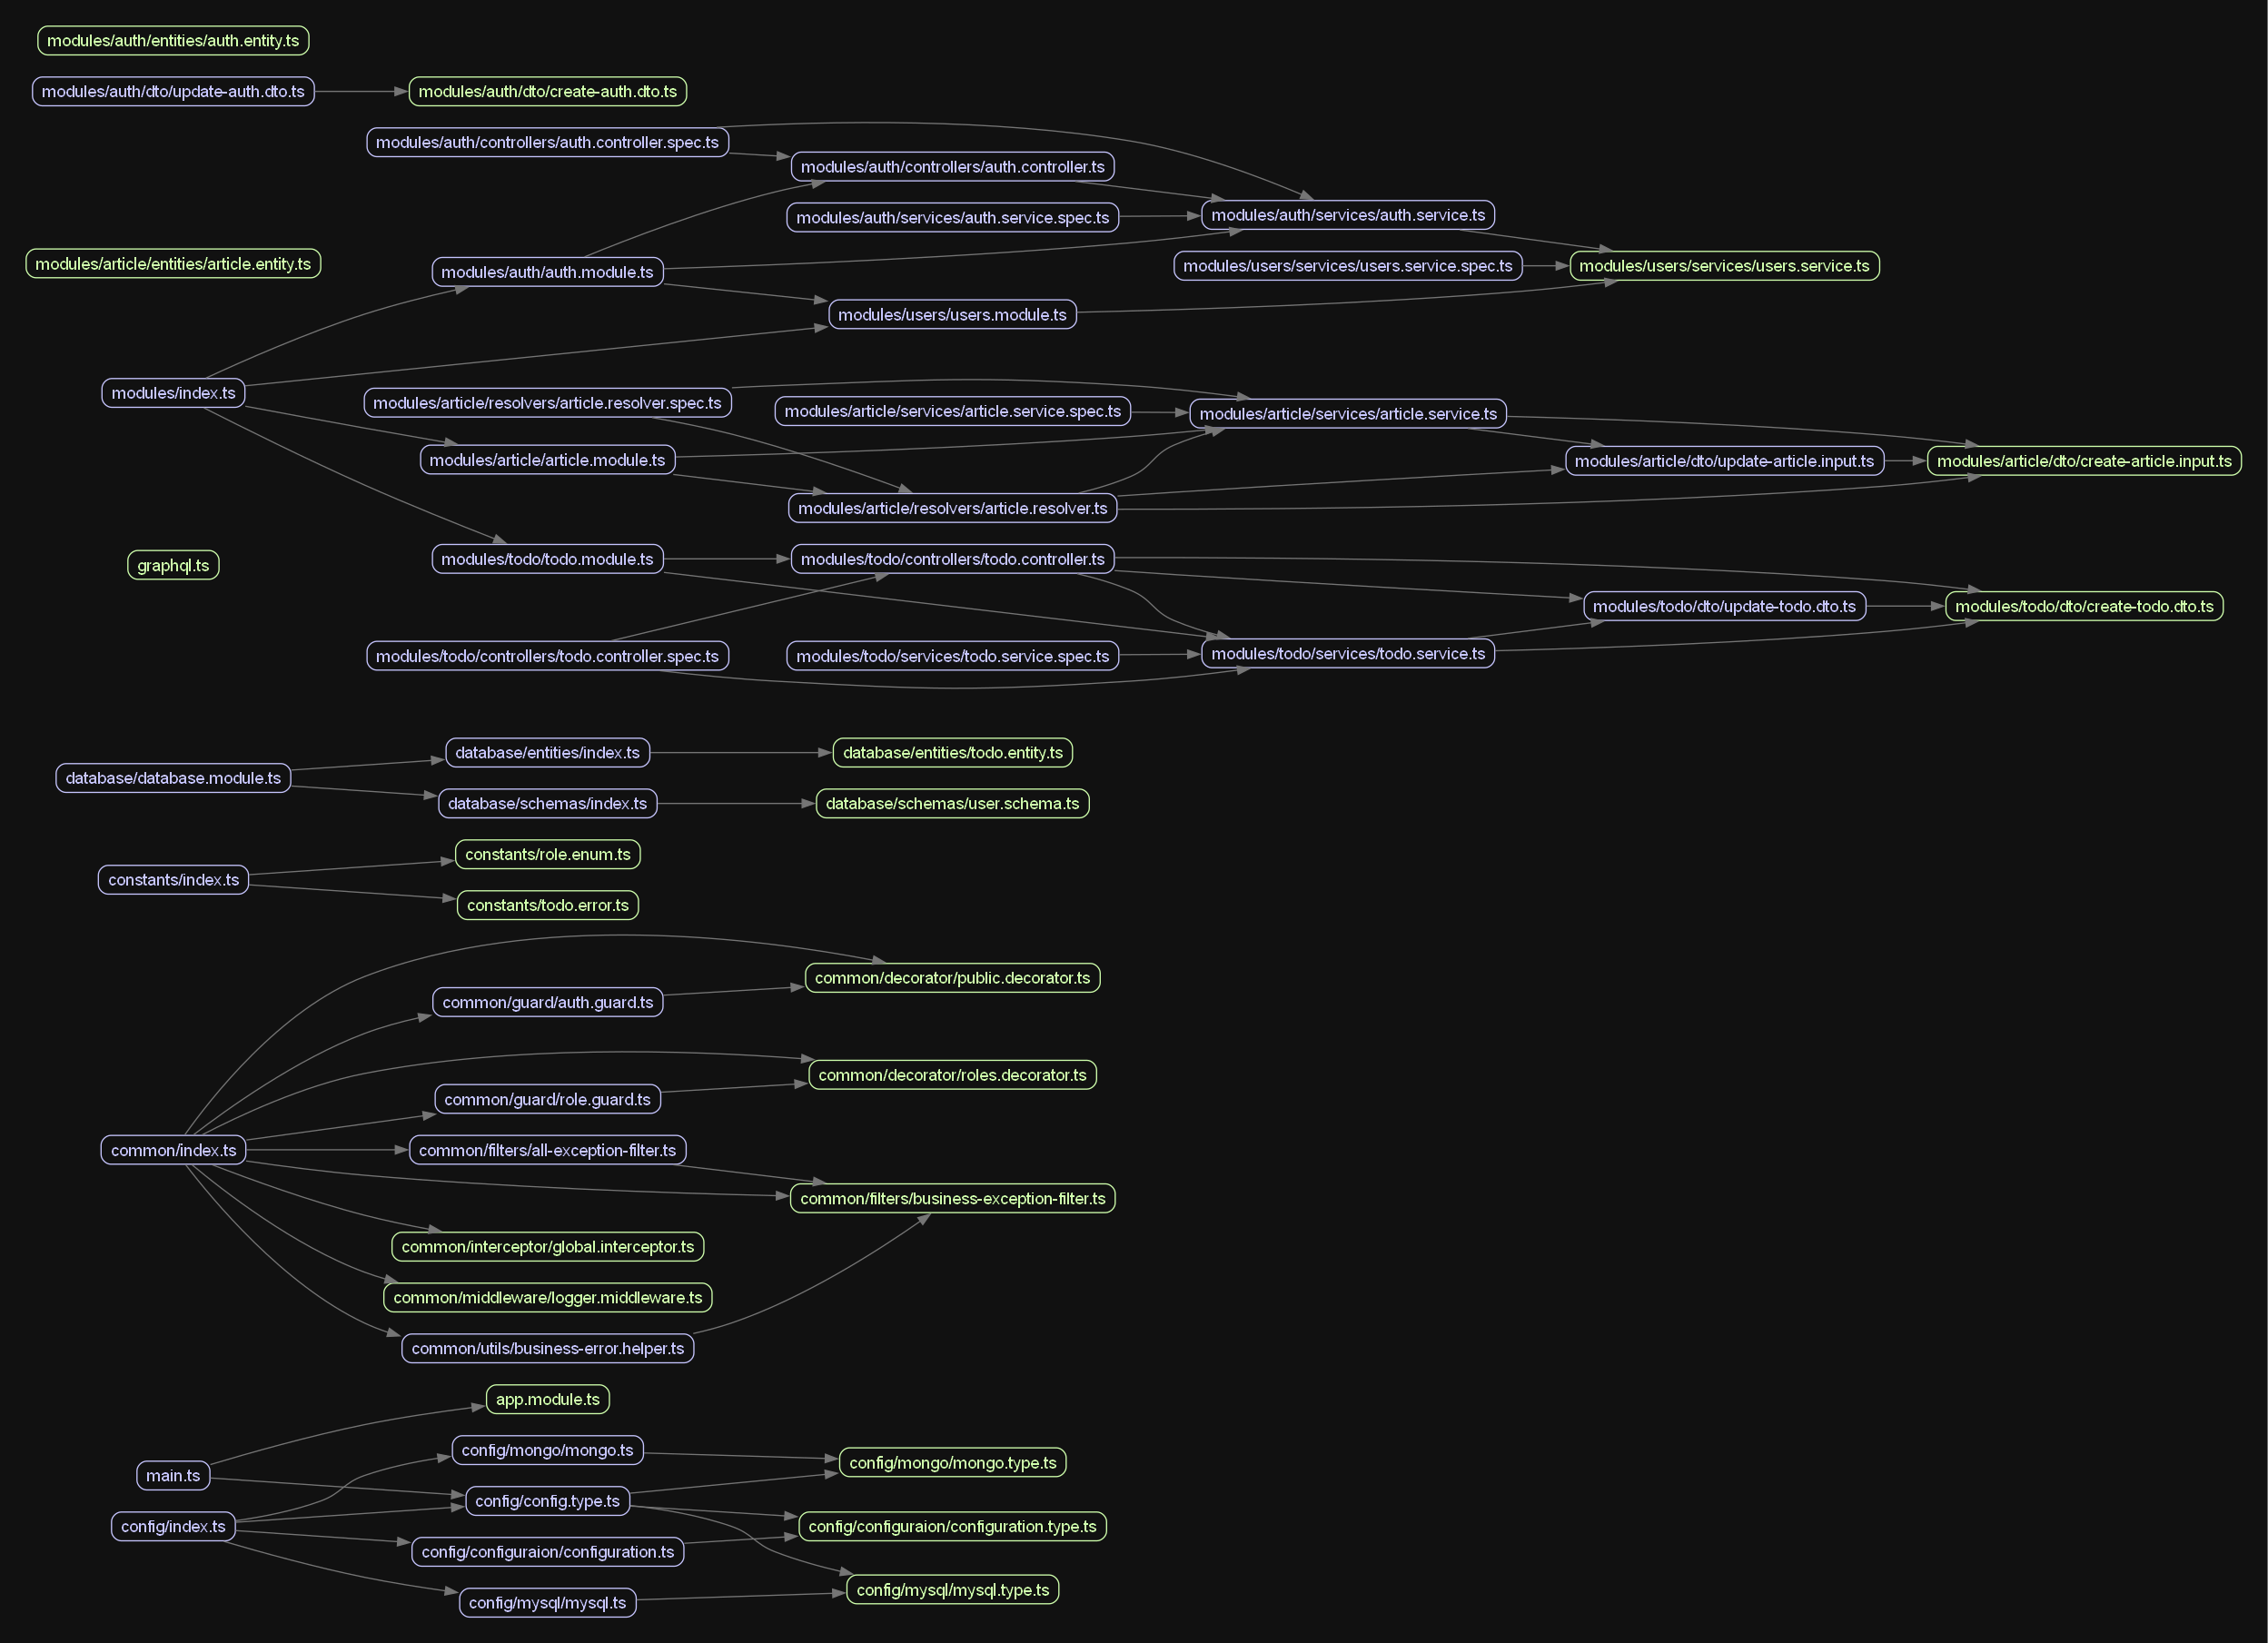 modules/auth/entities/auth.entity.ts
modules/auth/dto/update-auth.dto.ts
modules/auth/dto/create-auth.dto.ts
modules/auth/controllers/auth.controller.spec.ts
modules/auth/controllers/auth.controller.ts
modules/auth/services/auth.service.spec.ts
modules/auth/services/auth.service.ts
modules/article/entities/article.entity.ts
modules/auth/auth.module.ts
modules/users/services/users.service.spec.ts
modules/users/services/users.service.ts
modules/users/users.module.ts
modules/index.ts
modules/article/resolvers/article.resolver.spec.ts
modules/article/services/article.service.spec.ts
modules/article/services/article.service.ts
modules/article/article.module.ts
modules/article/dto/update-article.input.ts
modules/article/dto/create-article.input.ts
modules/article/resolvers/article.resolver.ts
graphql.ts
modules/todo/todo.module.ts
modules/todo/controllers/todo.controller.ts
modules/todo/dto/update-todo.dto.ts
modules/todo/dto/create-todo.dto.ts
modules/todo/controllers/todo.controller.spec.ts
modules/todo/services/todo.service.spec.ts
modules/todo/services/todo.service.ts
database/database.module.ts
database/entities/index.ts
database/entities/todo.entity.ts
database/schemas/index.ts
database/schemas/user.schema.ts
constants/index.ts
constants/role.enum.ts
constants/todo.error.ts
common/decorator/public.decorator.ts
common/guard/auth.guard.ts
common/decorator/roles.decorator.ts
common/guard/role.guard.ts
common/index.ts
common/filters/all-exception-filter.ts
common/filters/business-exception-filter.ts
common/interceptor/global.interceptor.ts
common/middleware/logger.middleware.ts
common/utils/business-error.helper.ts
app.module.ts
main.ts
config/mongo/mongo.ts
config/mongo/mongo.type.ts
config/config.type.ts
config/index.ts
config/configuraion/configuration.type.ts
config/configuraion/configuration.ts
config/mysql/mysql.type.ts
config/mysql/mysql.ts